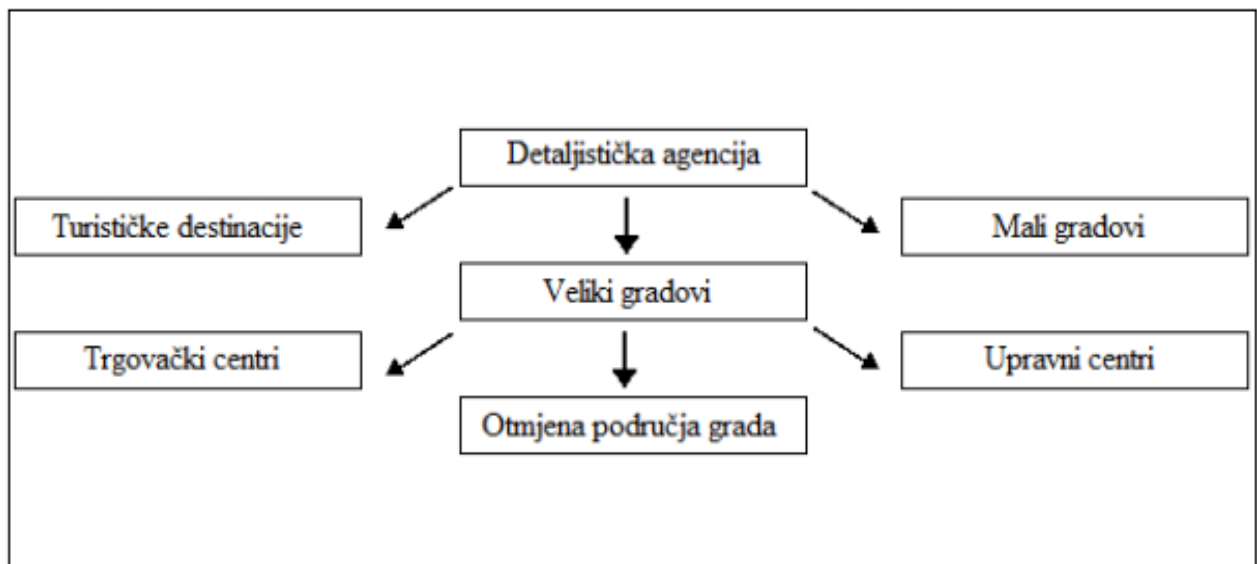 Detaljistička agencija
Turističke destinacije
Mali gradovi
Veliki gradovi
Trgovački centri
Upravni centri
Otmjena područja grada